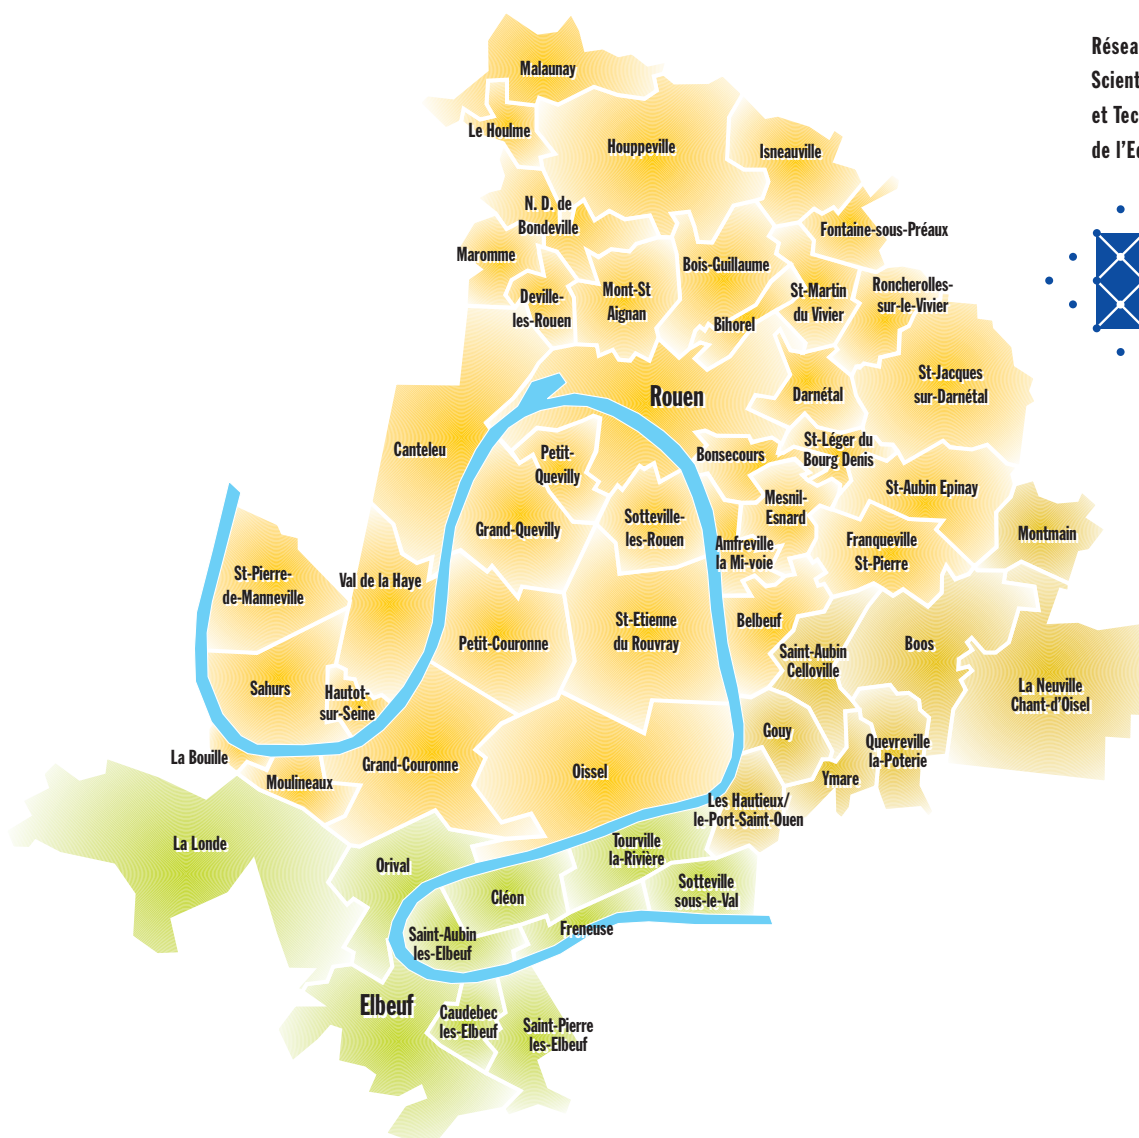 Malaunay
Le Houlme
Houppeville
Isneauville
N. D. de
Bondeville
Fontaine-sous-Préaux
Maromme
Bois-Guillaume
Deville-
les-Rouen
Mont-St
Aignan
St-Martin
du Vivier
Roncherolles-
sur-le-Vivier
Bihorel
Rouen
Darnétal
St-Jacques
sur-Darnétal
Canteleu
Petit-
Quevilly
Bonsecours
St-Léger du
Bourg Denis
St-Aubin Epinay
Mesnil-
Esnard
Grand-Quevilly
Sotteville-
les-Rouen
Amfreville
la Mi-voie
Franqueville
St-Pierre
Montmain
St-Pierre-
de-Manneville
Val de la Haye
Petit-Couronne
St-Etienne
du Rouvray
Belbeuf
Saint-Aubin
Celloville
Boos
La Neuville
Chant-d'Oisel
Sahurs
Hautot-
sur-Seine
Gouy
Quevreville
la-Poterie
La Bouille
Moulineaux
Grand-Couronne
Oissel
Ymare
Les Hautieux/
le-Port-Saint-Ouen
La Londe
Orival
Tourville
la-Rivière
Cléon
Sotteville
sous-le-Val
Saint-Aubin
les-Elbeuf
Freneuse
Elbeuf
Caudebec
les-Elbeuf
Saint-Pierre
les-Elbeuf
Résea
Scient
et Tec
de l'E